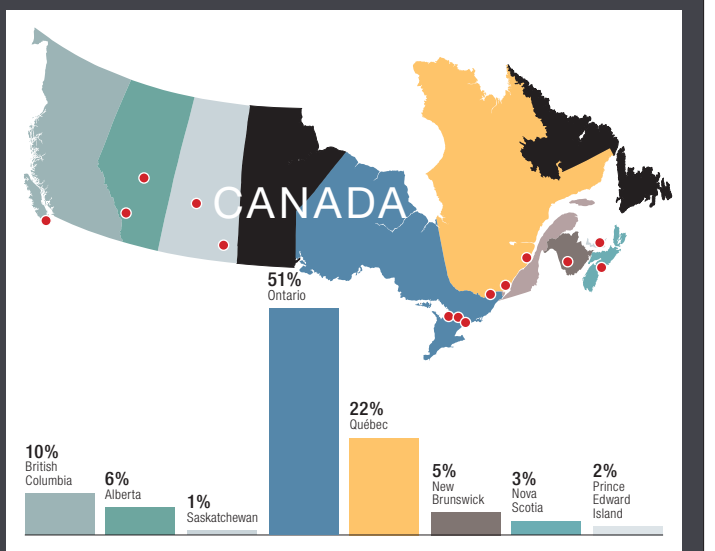 CANADA
51%
Ontario
22%
Québec
10%
British
Columbia
6%
Alberta
1%
Saskatchewan
5%
New
Brunswick
3%
Nova
Scotia
2%
Prince
Edward
Island